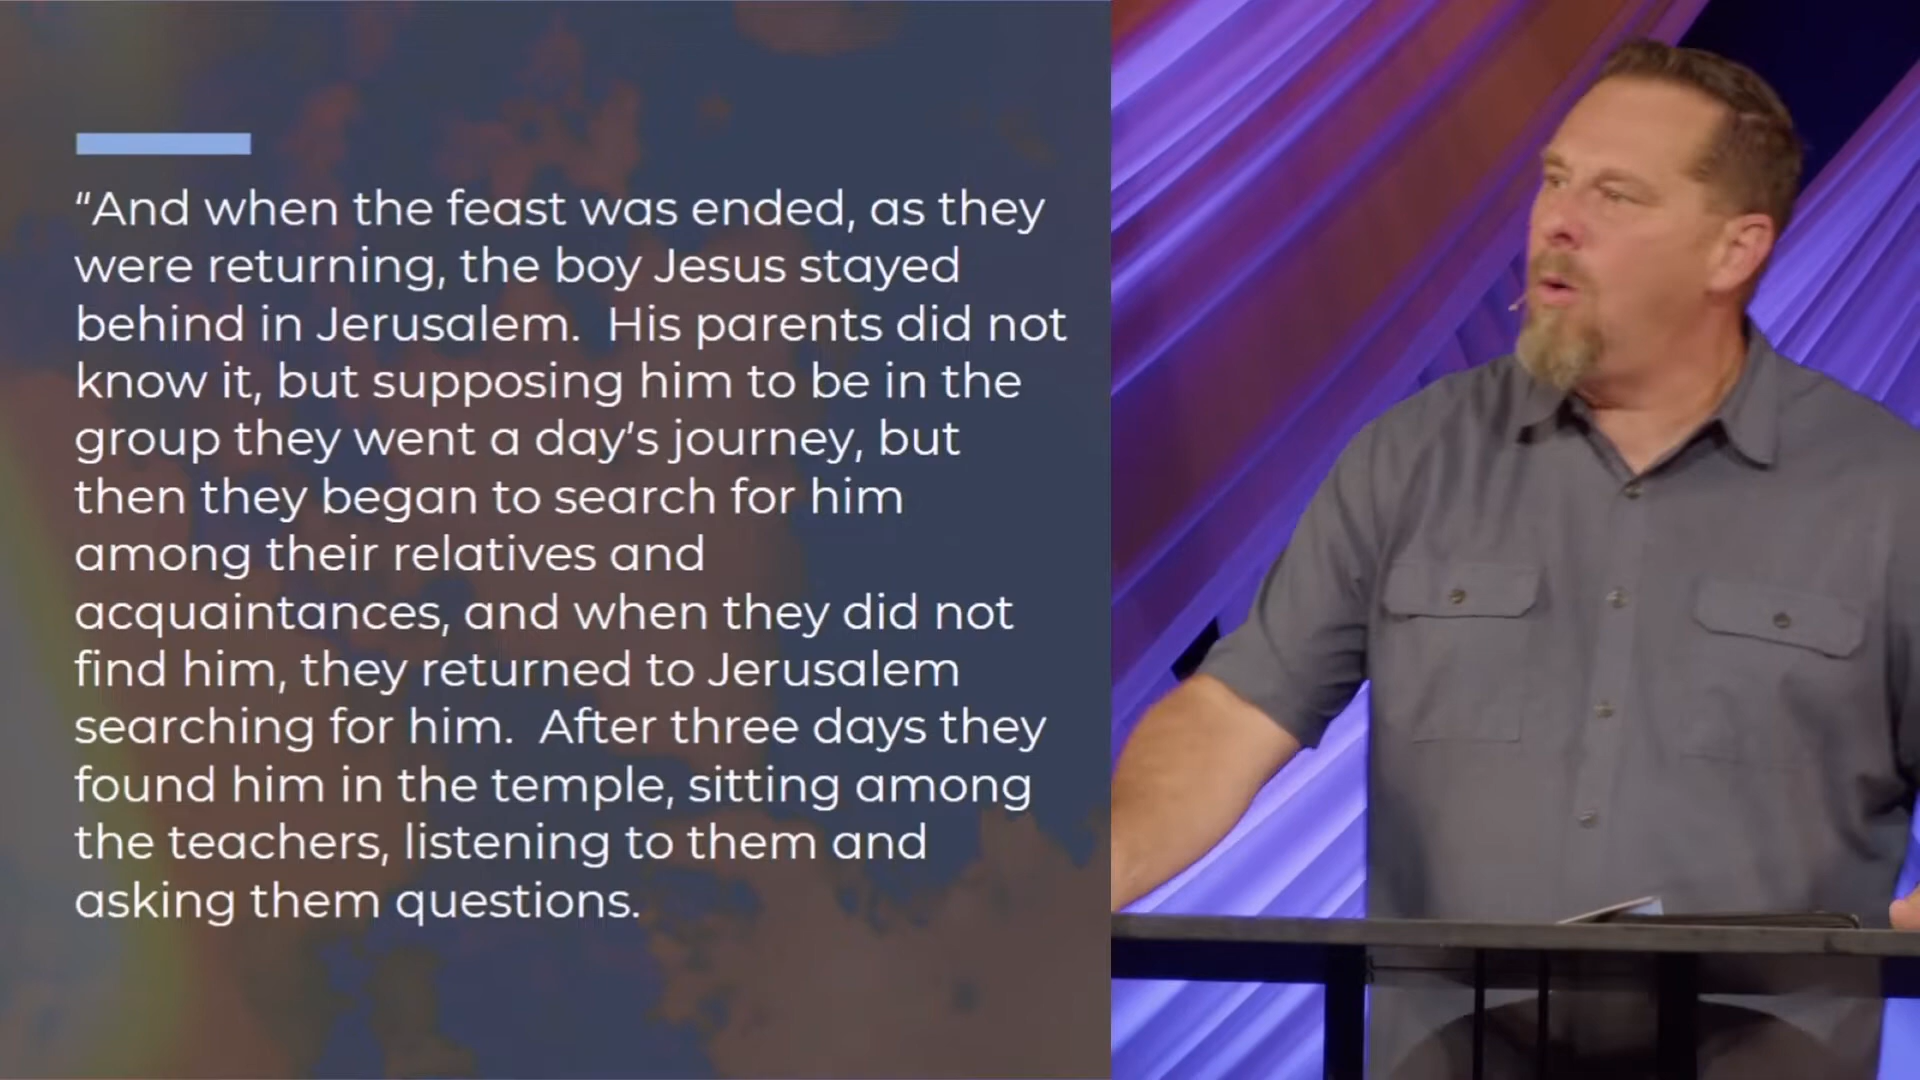 “And when the feast was ended, as they
were returning, the boy Jesus stayed
behind in Jerusalem.  His parents did not
know it, but supposing him to be in the
group they went a day’s journey, but
then they began to search for him
among their relatives and
acquaintances, and when they did not
find him, they returned to Jerusalem
searching for him.  After three days they
found him in the temple, sitting among
the teachers, listening to them and
asking them questions.